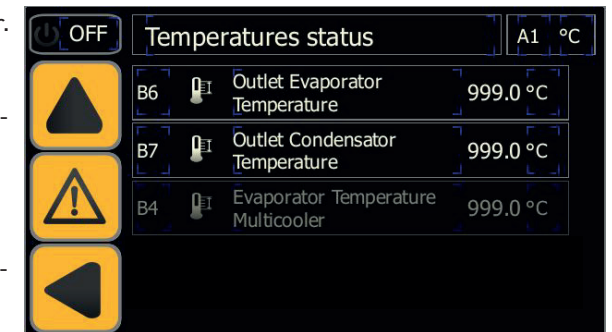 r.
OFF
Temperatures status
A1 °C
B6 Outlet Evaporator
Temperature
999.0 °C
B7 Outlet Condensator
Temperature
999.0 °C
B4 Evaporator Temperature
Multicooler
999.0 °C
-
-